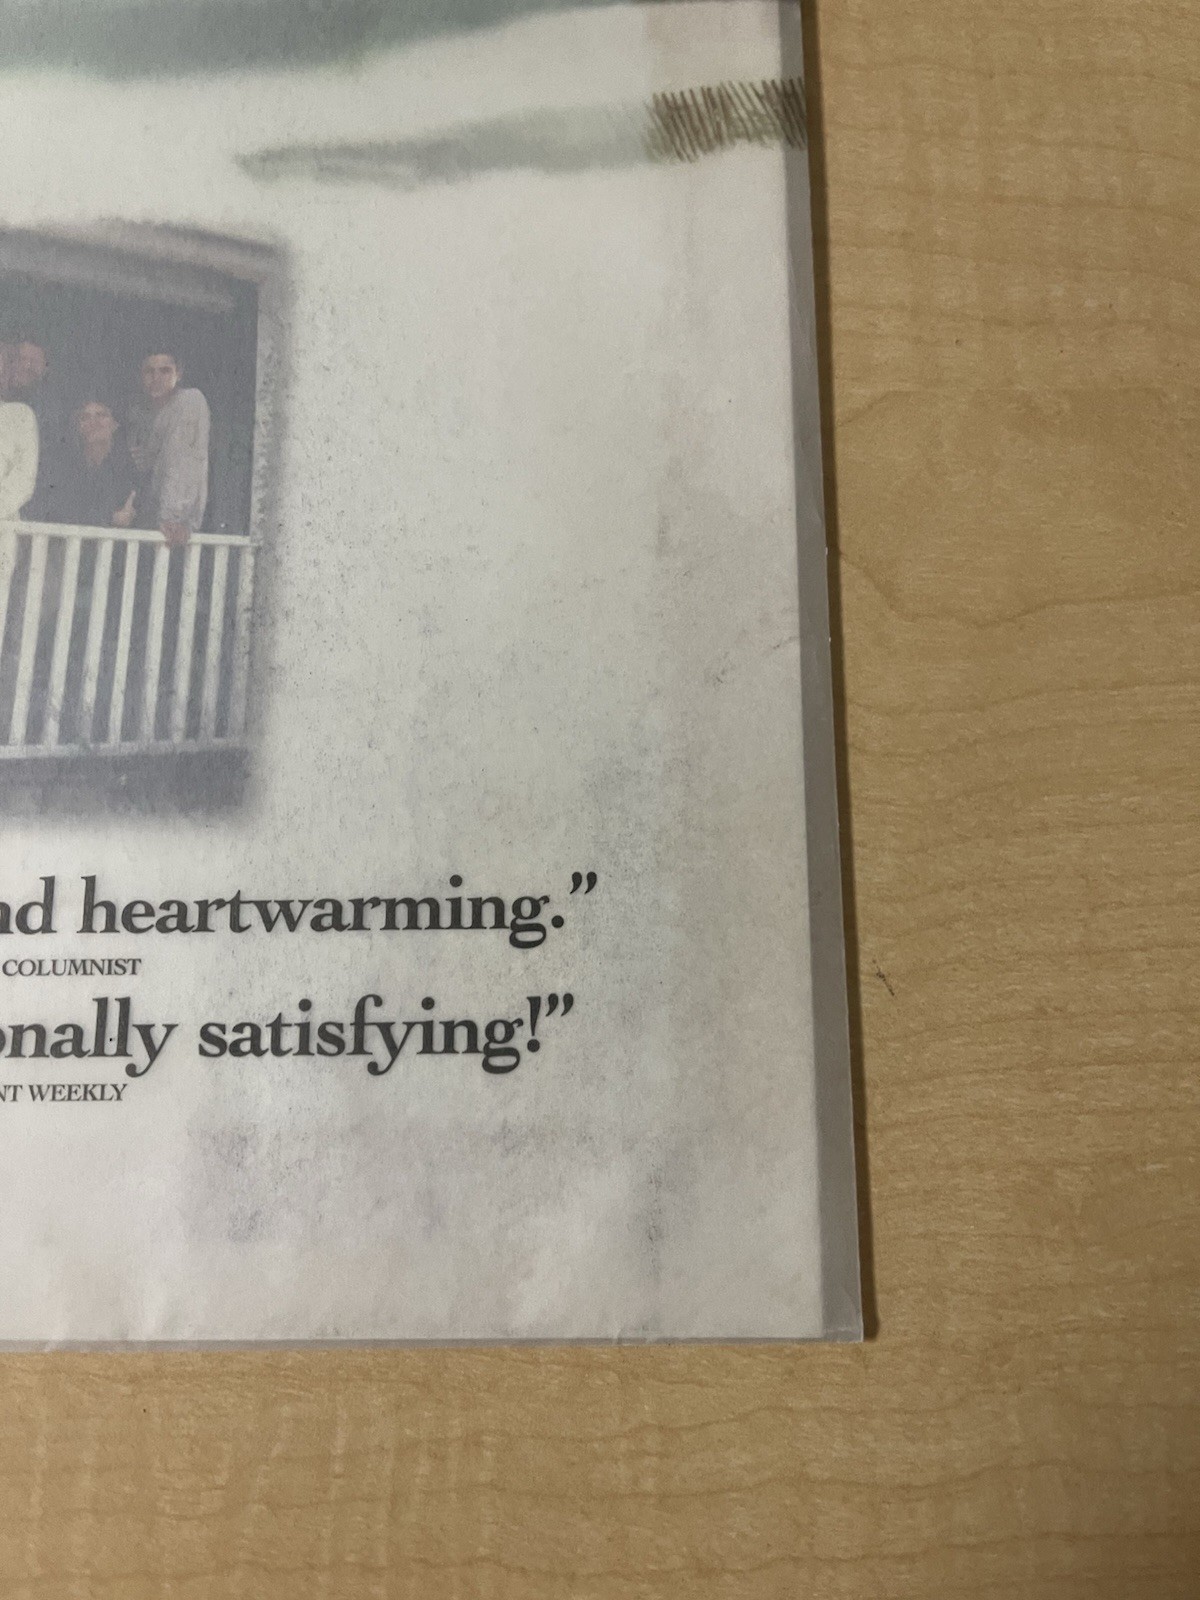 nd heartwarming.”
COLUMNIST
onally satisfying!”
NT WEEKLY